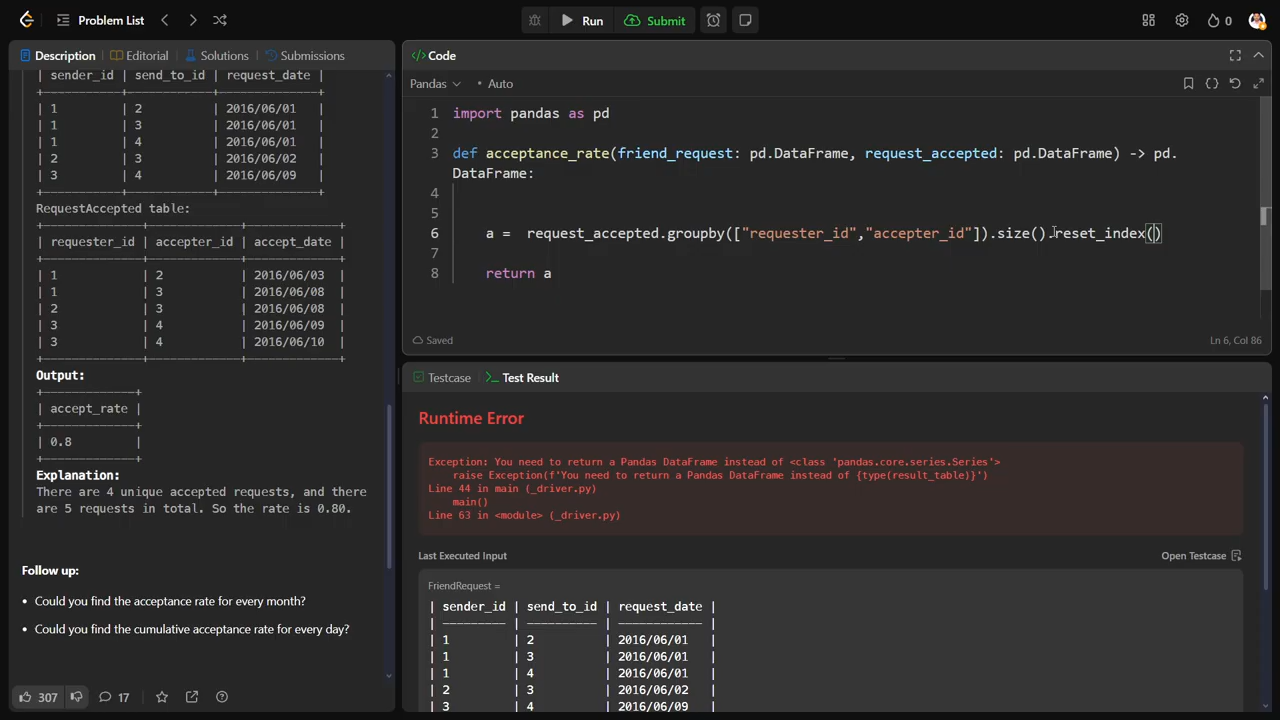 Problem List
Run
Submit
0
Description
Editorial
Solutions
Submissions
| sender_id | send_to_id | request_date |
+-----------+------------+--------------+
| 1 | 2 | 2016/06/01 |
| 1 | 3 | 2016/06/01 |
| 1 | 4 | 2016/06/01 |
| 2 | 3 | 2016/06/02 |
| 3 | 4 | 2016/06/09 |
+-----------+------------+--------------+
RequestAccepted table:
+--------------+-------------+-------------+
| requester_id | accepter_id | accept_date |
+--------------+-------------+-------------+
| 1 | 2 | 2016/06/03 |
| 1 | 3 | 2016/06/08 |
| 2 | 3 | 2016/06/08 |
| 3 | 4 | 2016/06/09 |
| 3 | 4 | 2016/06/10 |
+--------------+-------------+-------------+
Output:
+-------------+
| accept_rate |
+-------------+
| 0.8 |
+-------------+
Explanation:
There are 4 unique accepted requests, and there
are 5 requests in total. So the rate is 0.80.
Follow up:
• Could you find the acceptance rate for every month?
• Could you find the cumulative acceptance rate for every day?
307
17
</> Code
Pandas
• Auto
1 import pandas as pd
2
3 def acceptance_rate(friend_request: pd.DataFrame, request_accepted: pd.DataFrame) -> pd.
DataFrame:
4
5
6 a = request_accepted.groupby(["requester_id","accepter_id"]).size().reset_index()
7
8 return a
Saved
Ln 6, Col 86
Testcase
>_ Test Result
Runtime Error
Exception: You need to return a Pandas DataFrame instead of <class 'pandas.core.series.Series'>
raise Exception(f'You need to return a Pandas DataFrame instead of {type(result_table)}')
Line 44 in main (_driver.py)
main()
Line 63 in <module> (_driver.py)
Last Executed Input
Open Testcase
FriendRequest =
| sender_id | send_to_id | request_date |
| --------- | ---------- | ------------ |
| 1 | 2 | 2016/06/01 |
| 1 | 3 | 2016/06/01 |
| 1 | 4 | 2016/06/01 |
| 2 | 3 | 2016/06/02 |
| 3 | 4 | 2016/06/09 |